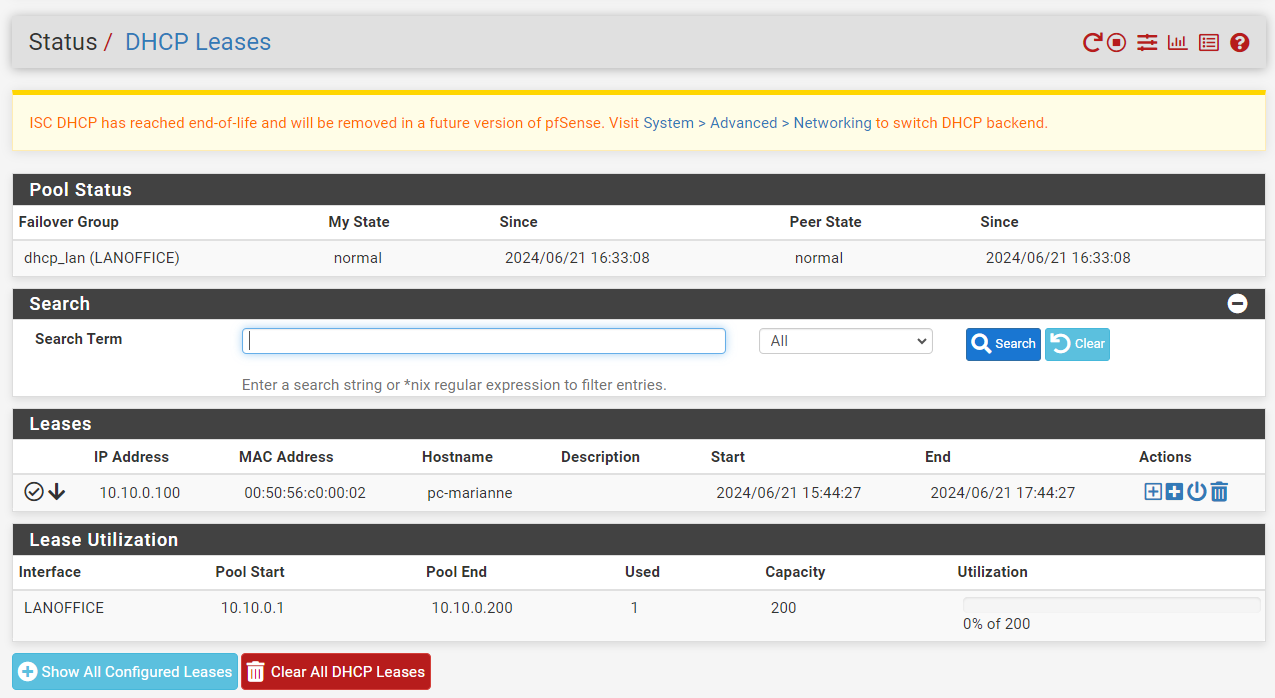 Status / DHCP Leases
ISC DHCP has reached end-of-life and will be removed in a future version of pfSense. Visit System > Advanced > Networking to switch DHCP backend.
Pool Status
Failover Group My State Since Peer State Since
dhcp_lan (LANOFFICE) normal 2024/06/21 16:33:08 normal 2024/06/21 16:33:08
Search
Search Term All Search Clear
Enter a search string or *nix regular expression to filter entries.
Leases
IP Address MAC Address Hostname Description Start End Actions
10.10.0.100 00:50:56:c0:00:02 pc-marianne 2024/06/21 15:44:27 2024/06/21 17:44:27
Lease Utilization
Interface Pool Start Pool End Used Capacity Utilization
LANOFFICE 10.10.0.1 10.10.0.200 1 200
0% of 200
Show All Configured Leases Clear All DHCP Leases